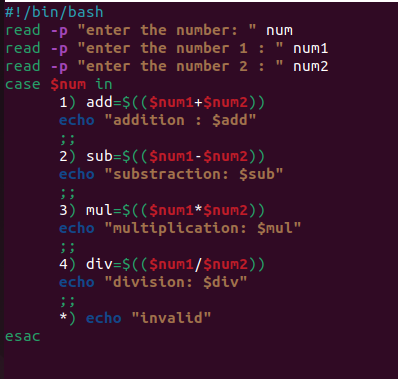 #!/bin/bash
read -p "enter the number: " num
read -p "enter the number 1 : " num1
read -p "enter the number 2 : " num2
case $num in
1) add=$(($num1+$num2))
echo "addition : $add"
;;
2) sub=$(($num1-$num2))
echo "substraction: $sub"
;;
3) mul=$(($num1*$num2))
echo "multiplication: $mul"
;;
4) div=$(($num1/$num2))
echo "division: $div"
;;
*) echo "invalid"
esac